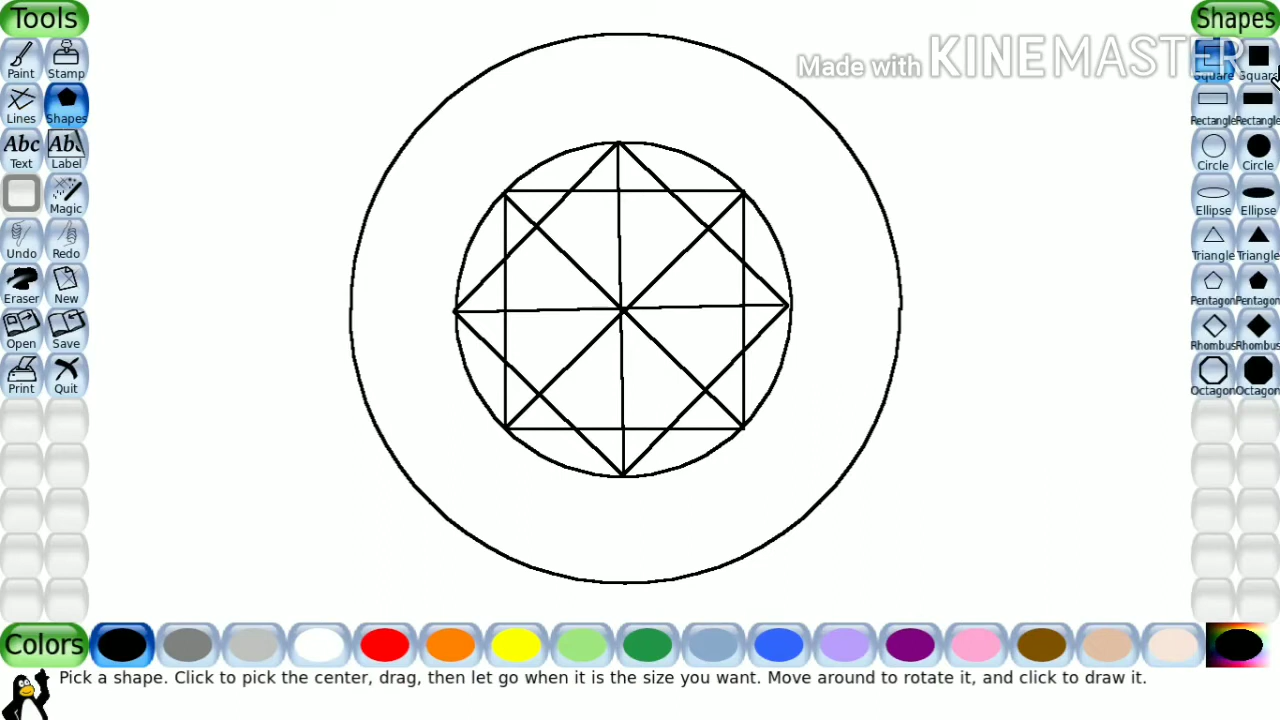 Tools
Shapes
Made with KINEMASTER
Paint
Stamp
Square
Square
Lines
Shapes
Rectangle
Rectangle
Abc
Abc
Text
Label
Circle
Circle
Magic
Ellipse
Ellipse
Undo
Redo
Triangle
Triangle
Eraser
New
Pentagon
Pentagon
Open
Save
Rhombus
Rhombus
Print
Quit
Octagon
Octagon
Colors
Pick a shape. Click to pick the center, drag, then let go when it is the size you want. Move around to rotate it, and click to draw it.